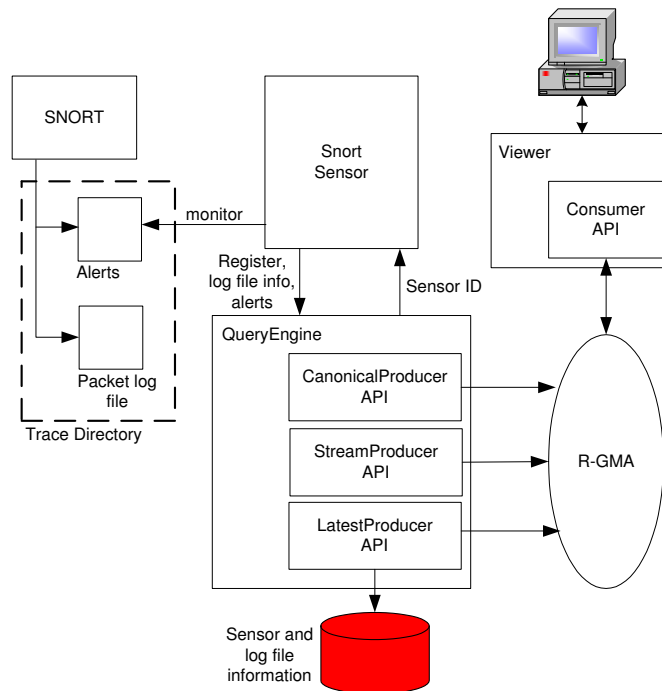 SNORT
Snort
Sensor
Viewer
Consumer
API
monitor
Alerts
Register,
log file info,
alerts
Sensor ID
QueryEngine
Packet log
file
Trace Directory
CanonicalProducer
API
StreamProducer
API
LatestProducer
API
R-GMA
Sensor and
log file
information